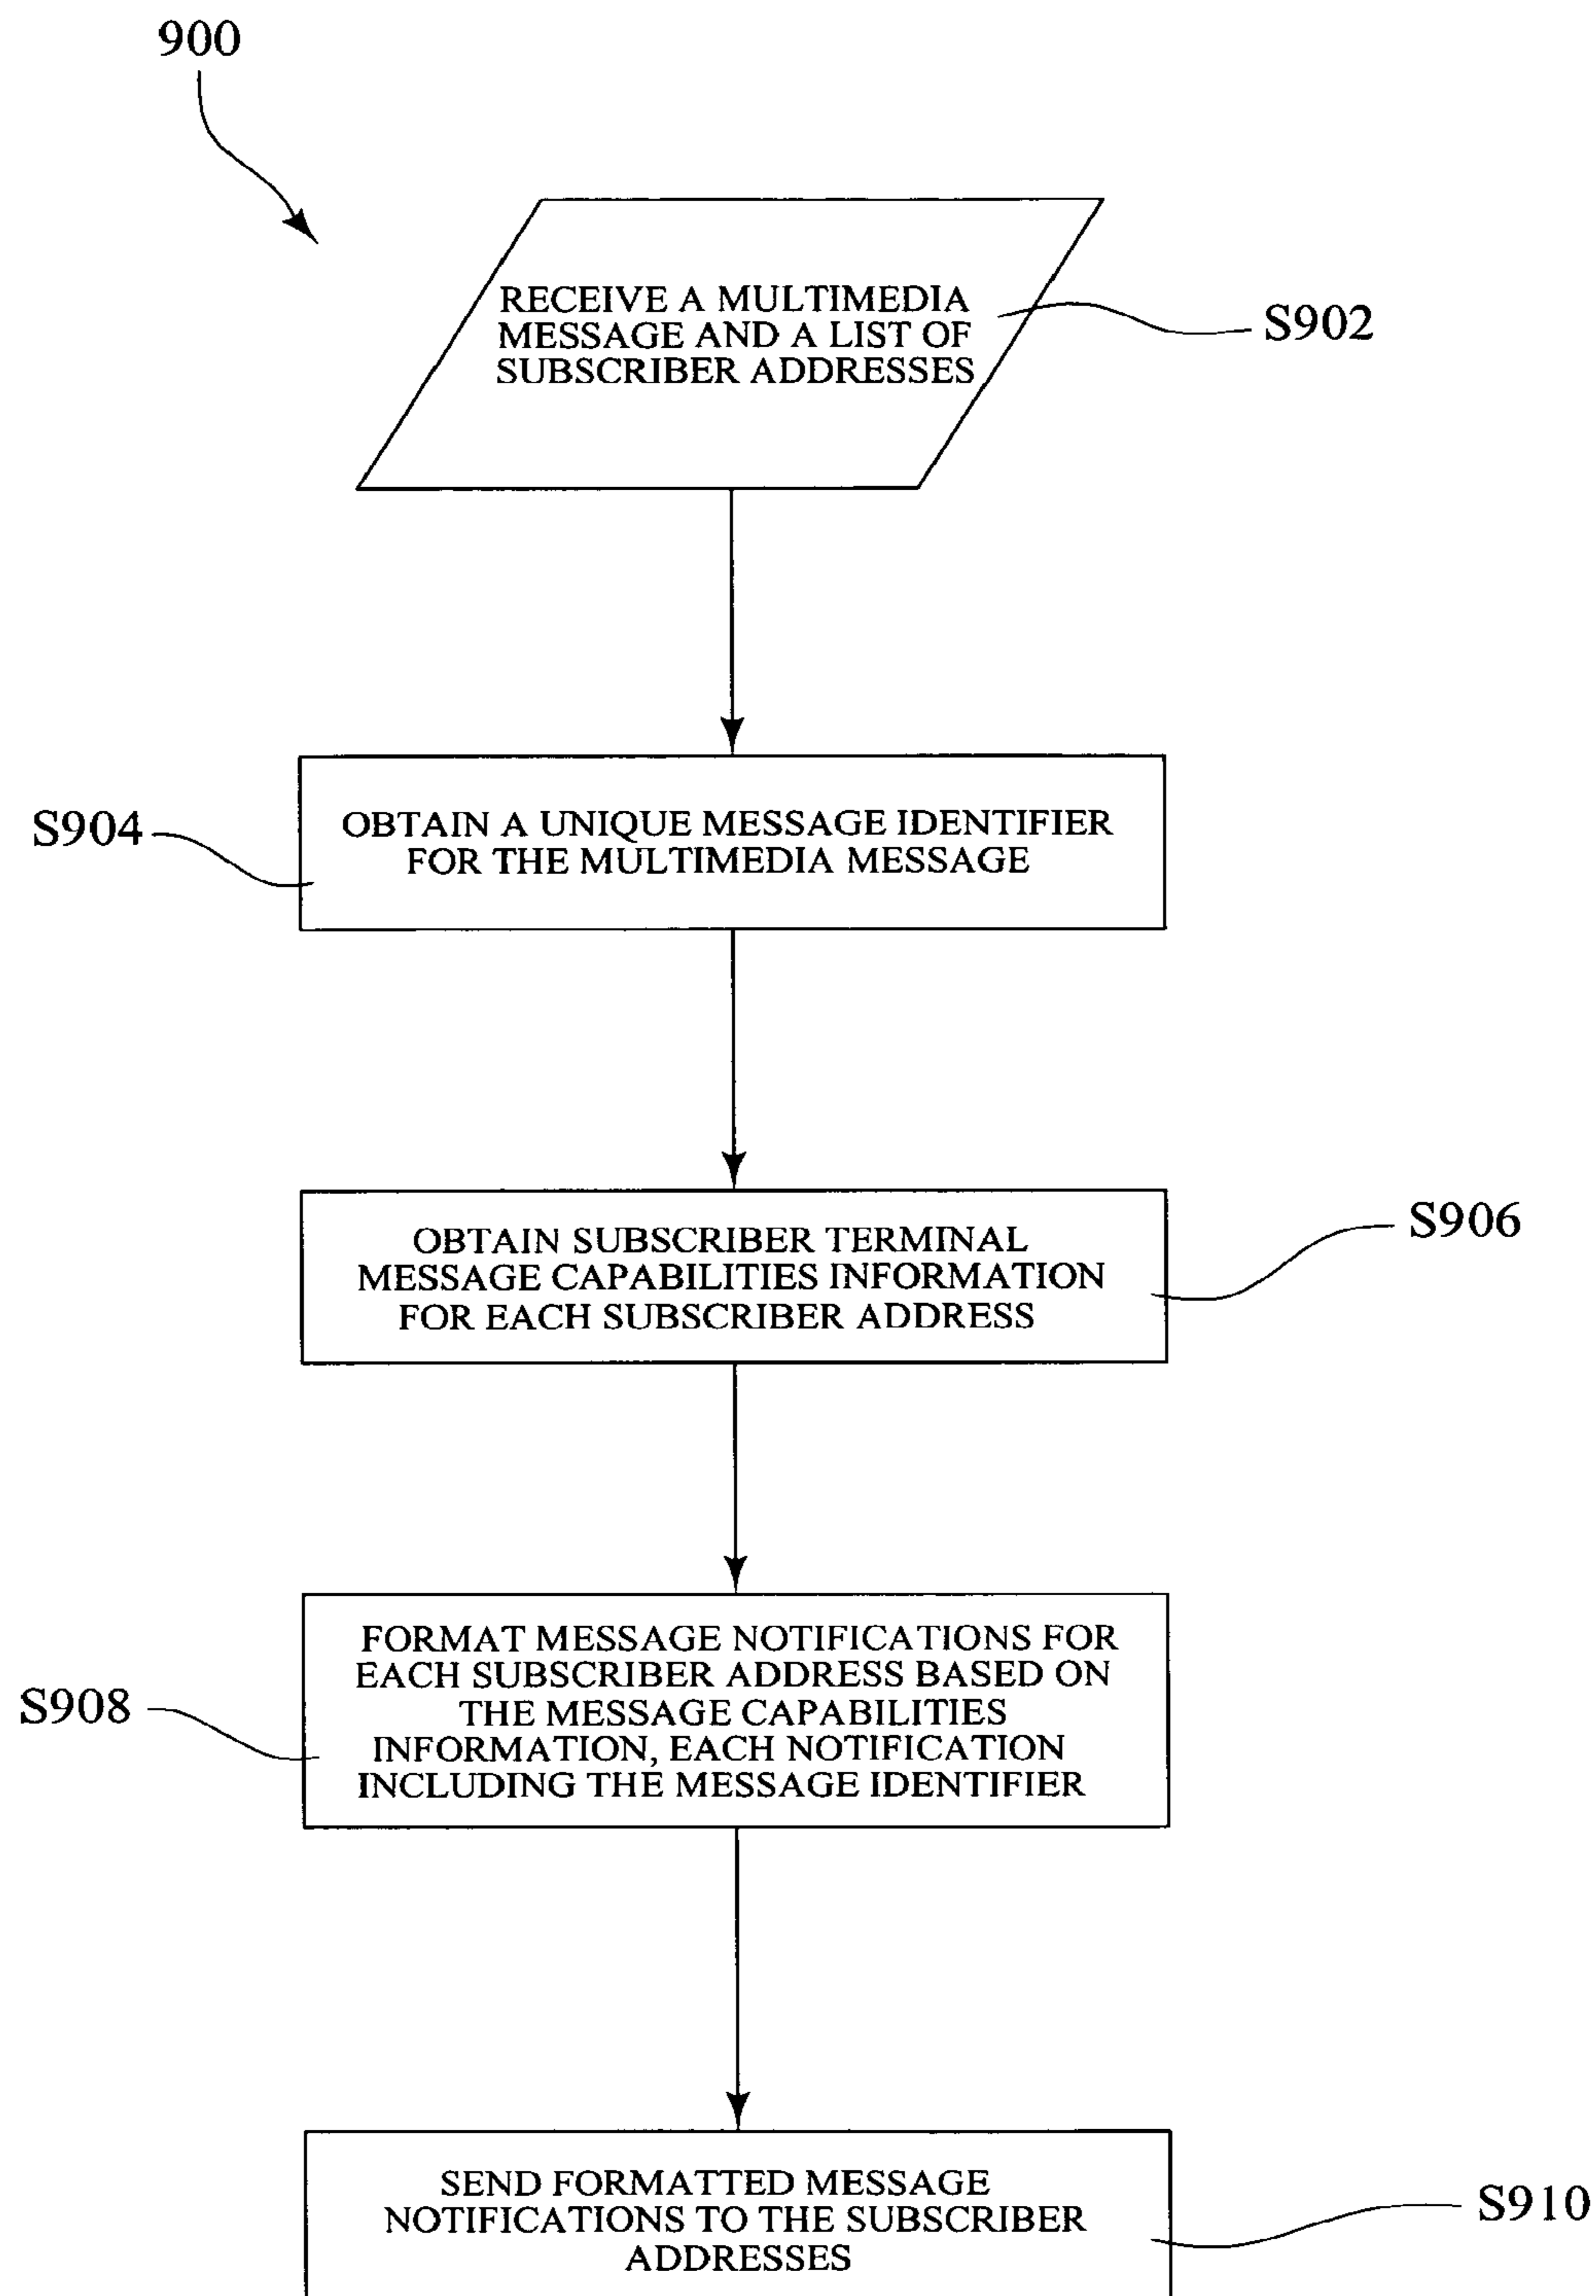 900
RECEIVE A MULTIMEDIA
MESSAGE AND A LIST OF
SUBSCRIBER ADDRESSES
S902
S904
OBTAIN A UNIQUE MESSAGE IDENTIFIER
FOR THE MULTIMEDIA MESSAGE
OBTAIN SUBSCRIBER TERMINAL
MESSAGE CAPABILITIES INFORMATION
FOR EACH SUBSCRIBER ADDRESS
S906
FORMAT MESSAGE NOTIFICATIONS FOR
EACH SUBSCRIBER ADDRESS BASED ON
THE MESSAGE CAPABILITIES
INFORMATION, EACH NOTIFICATION
INCLUDING THE MESSAGE IDENTIFIER
S908
SEND FORMATTED MESSAGE
NOTIFICATIONS TO THE SUBSCRIBER
ADDRESSES
S910